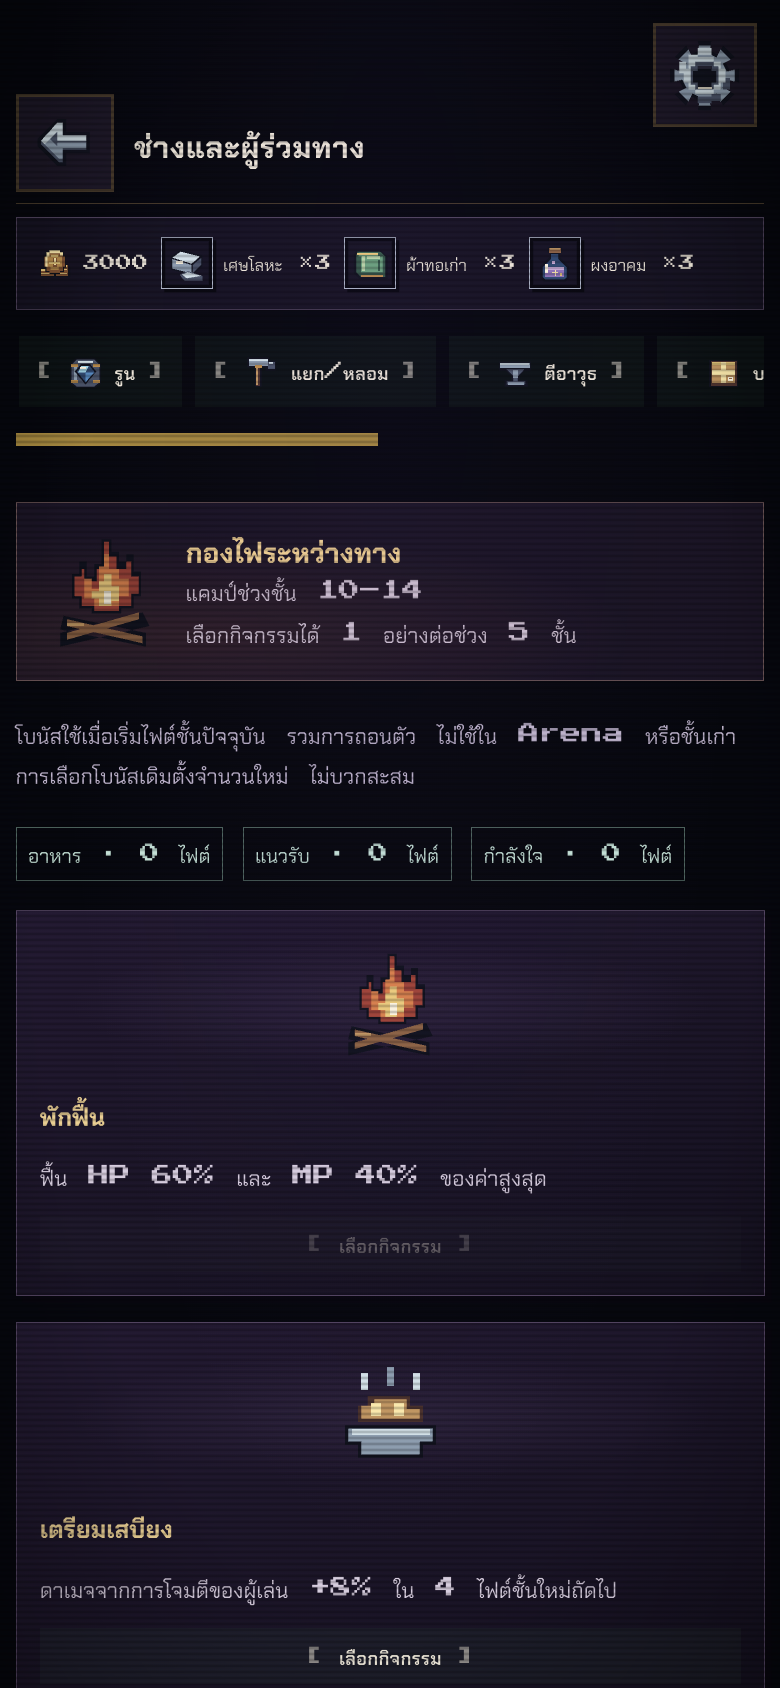 ช่างและผู้ร่วมทาง
3000 เศษโลหะ ×3 ผ้าทอเก่า ×3 ผงอาคม ×3
[ รูน ] [ แยก/หลอม ] [ ตีอาวุธ ] [ บ
กองไฟระหว่างทาง
แคมป์ช่วงชั้น 10–14
เลือกกิจกรรมได้ 1 อย่างต่อช่วง 5 ชั้น
โบนัสใช้เมื่อเริ่มไฟต์ชั้นปัจจุบัน รวมการถอนตัว ไม่ใช้ใน Arena หรือชั้นเก่า
การเลือกโบนัสเดิมตั้งจำนวนใหม่ ไม่บวกสะสม
อาหาร · 0 ไฟต์ แนวรับ · 0 ไฟต์ กำลังใจ · 0 ไฟต์
พักฟื้น
ฟื้น HP 60% และ MP 40% ของค่าสูงสุด
[ เลือกกิจกรรม ]
เตรียมเสบียง
ดาเมจจากการโจมตีของผู้เล่น +8% ใน 4 ไฟต์ชั้นใหม่ถัดไป
[ เลือกกิจกรรม ]